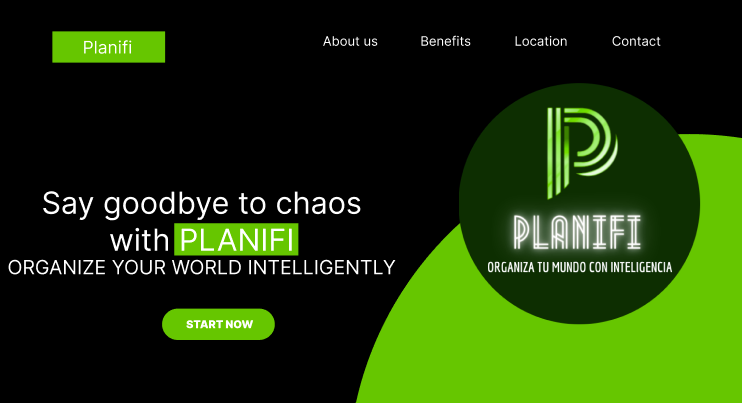 Planifi
About us
Benefits
Location
Contact
Say goodbye to chaos
with PLANIFI
ORGANIZE YOUR WORLD INTELLIGENTLY
START NOW
P
PLANIFI
ORGANIZA TU MUNDO CON INTELIGENCIA